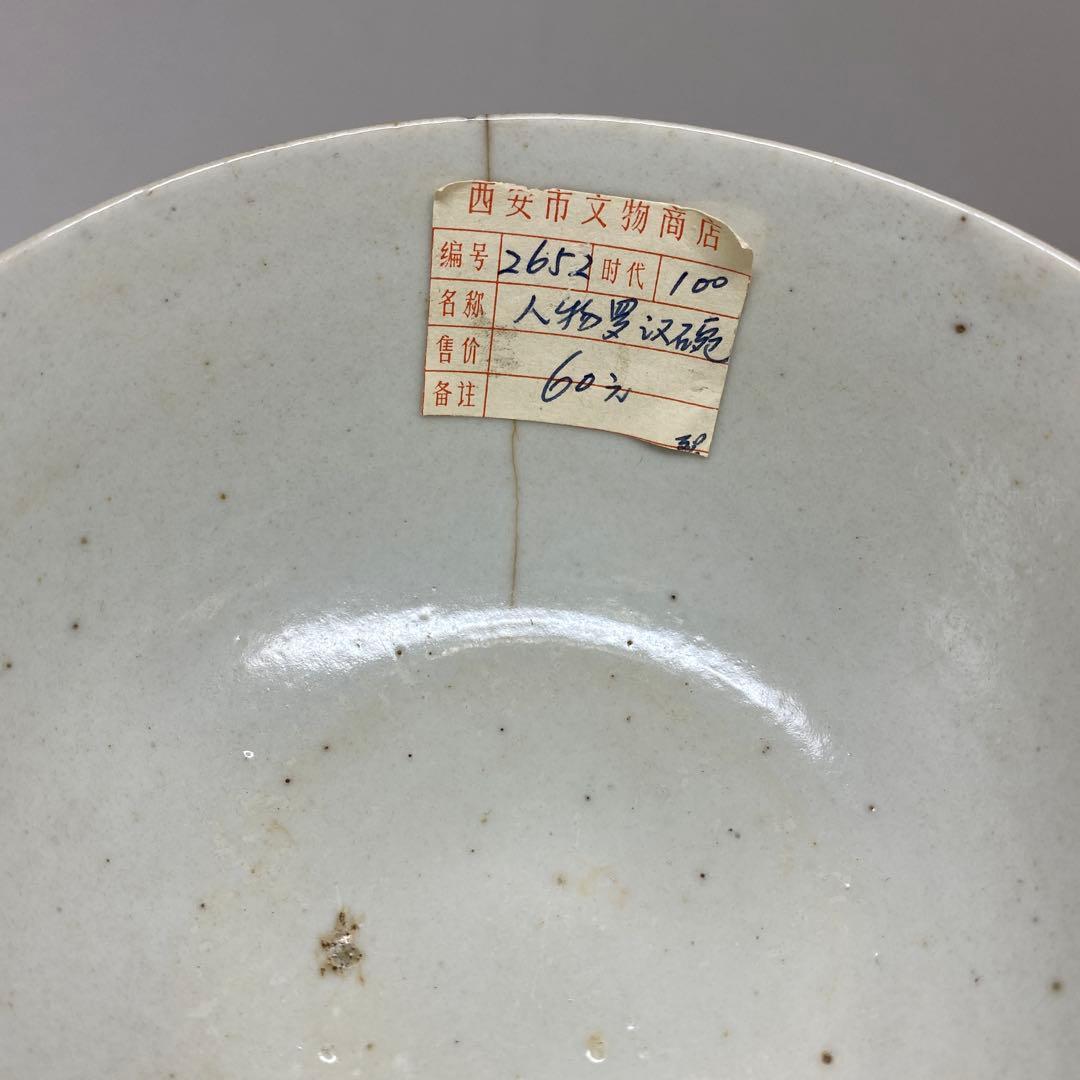 西安市文物商店
编号 2652 时代 100
名称 人物罗汉碗
售价 60元
备注